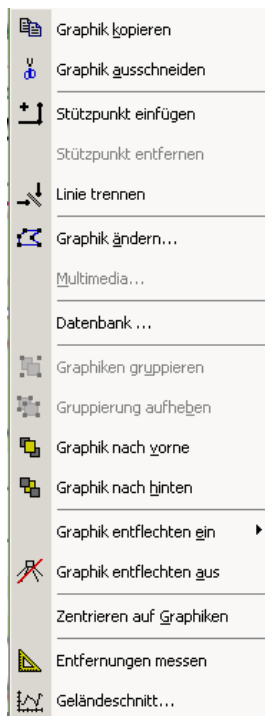 Graphik kopieren
Graphik ausschneiden
Stützpunkt einfügen
Stützpunkt entfernen
Linie trennen
Graphik ändern...
Multimedia...
Datenbank ...
Graphiken gruppieren
Gruppierung aufheben
Graphik nach vorne
Graphik nach hinten
Graphik entflechten ein
Graphik entflechten aus
Zentrieren auf Graphiken
Entfernungen messen
Geländeschnitt...